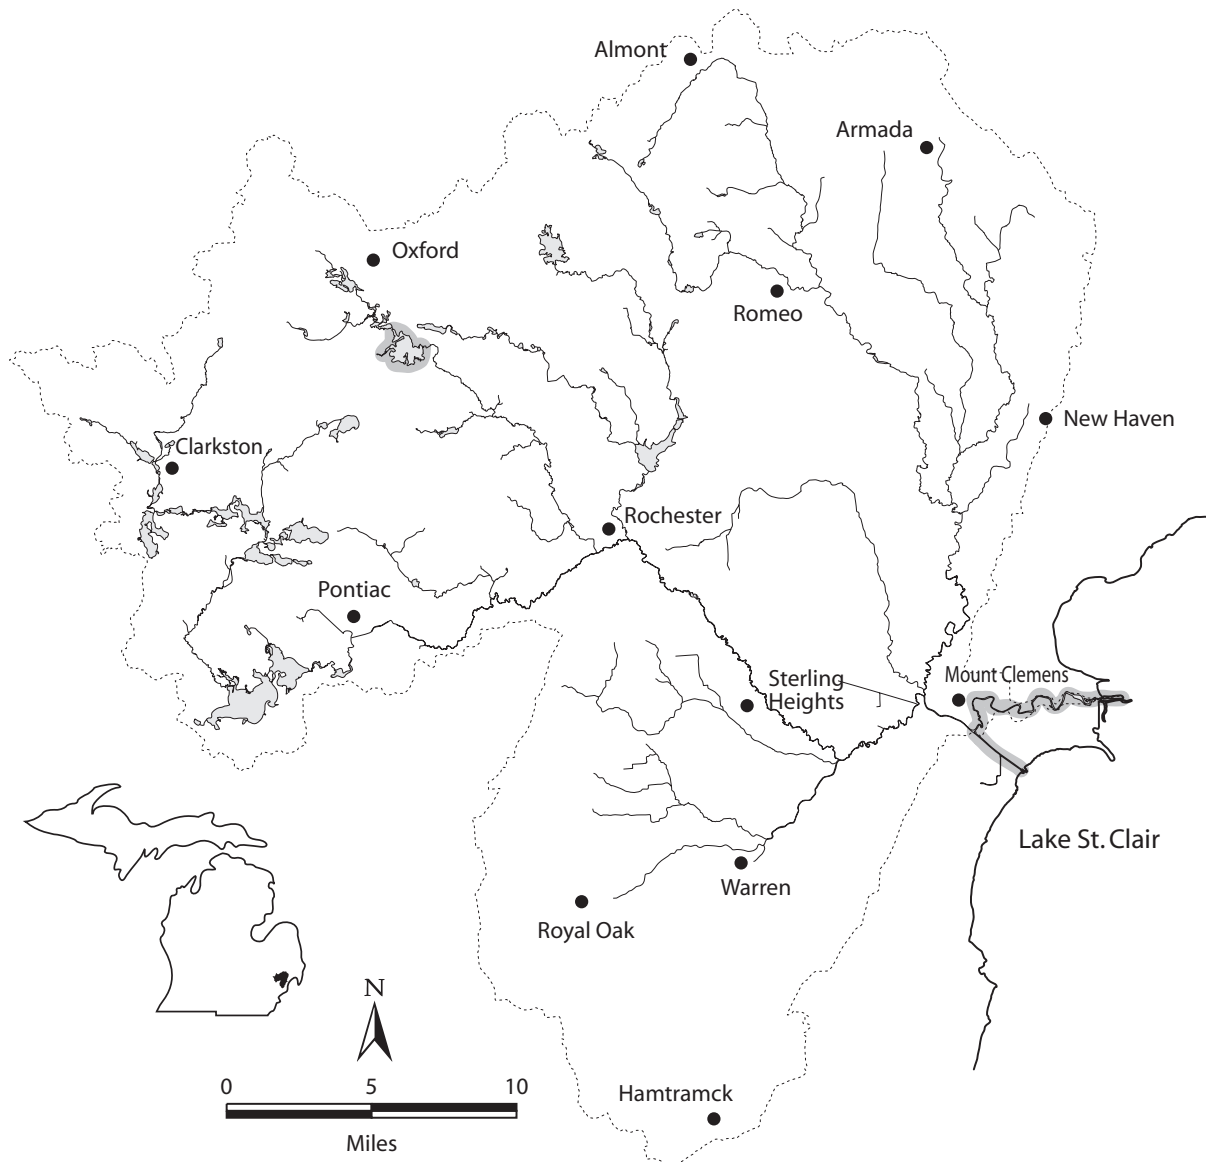 Almont
Armada
Oxford
Romeo
New Haven
Clarkston
Rochester
Pontiac
Mount Clemens
Sterling
Heights
Lake St. Clair
Warren
Royal Oak
N
0 5 10
Miles
Hamtramck